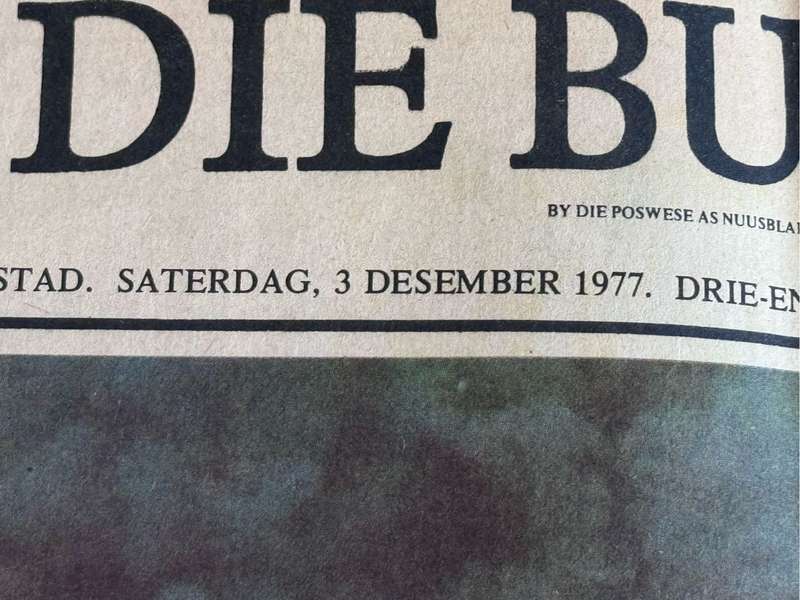 DIE BU
BY DIE POSWESE AS NUUSBLA
STAD. SATERDAG, 3 DESEMBER 1977. DRIE-EN